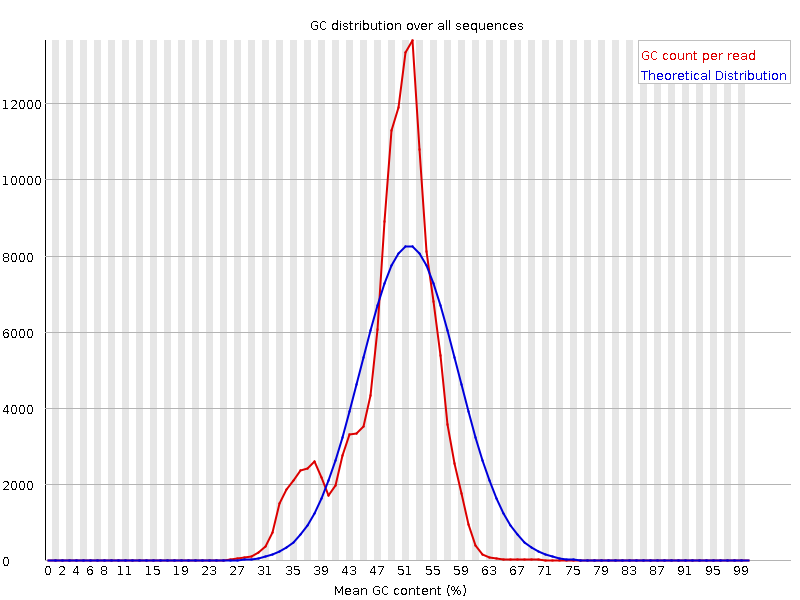 GC distribution over all sequences
GC count per read
Theoretical Distribution
12000
10000
8000
6000
4000
2000
0
0 2 4 6 8 11 15 19 23 27 31 35 39 43 47 51 55 59 63 67 71 75 79 83 87 91 95 99
Mean GC content (%)